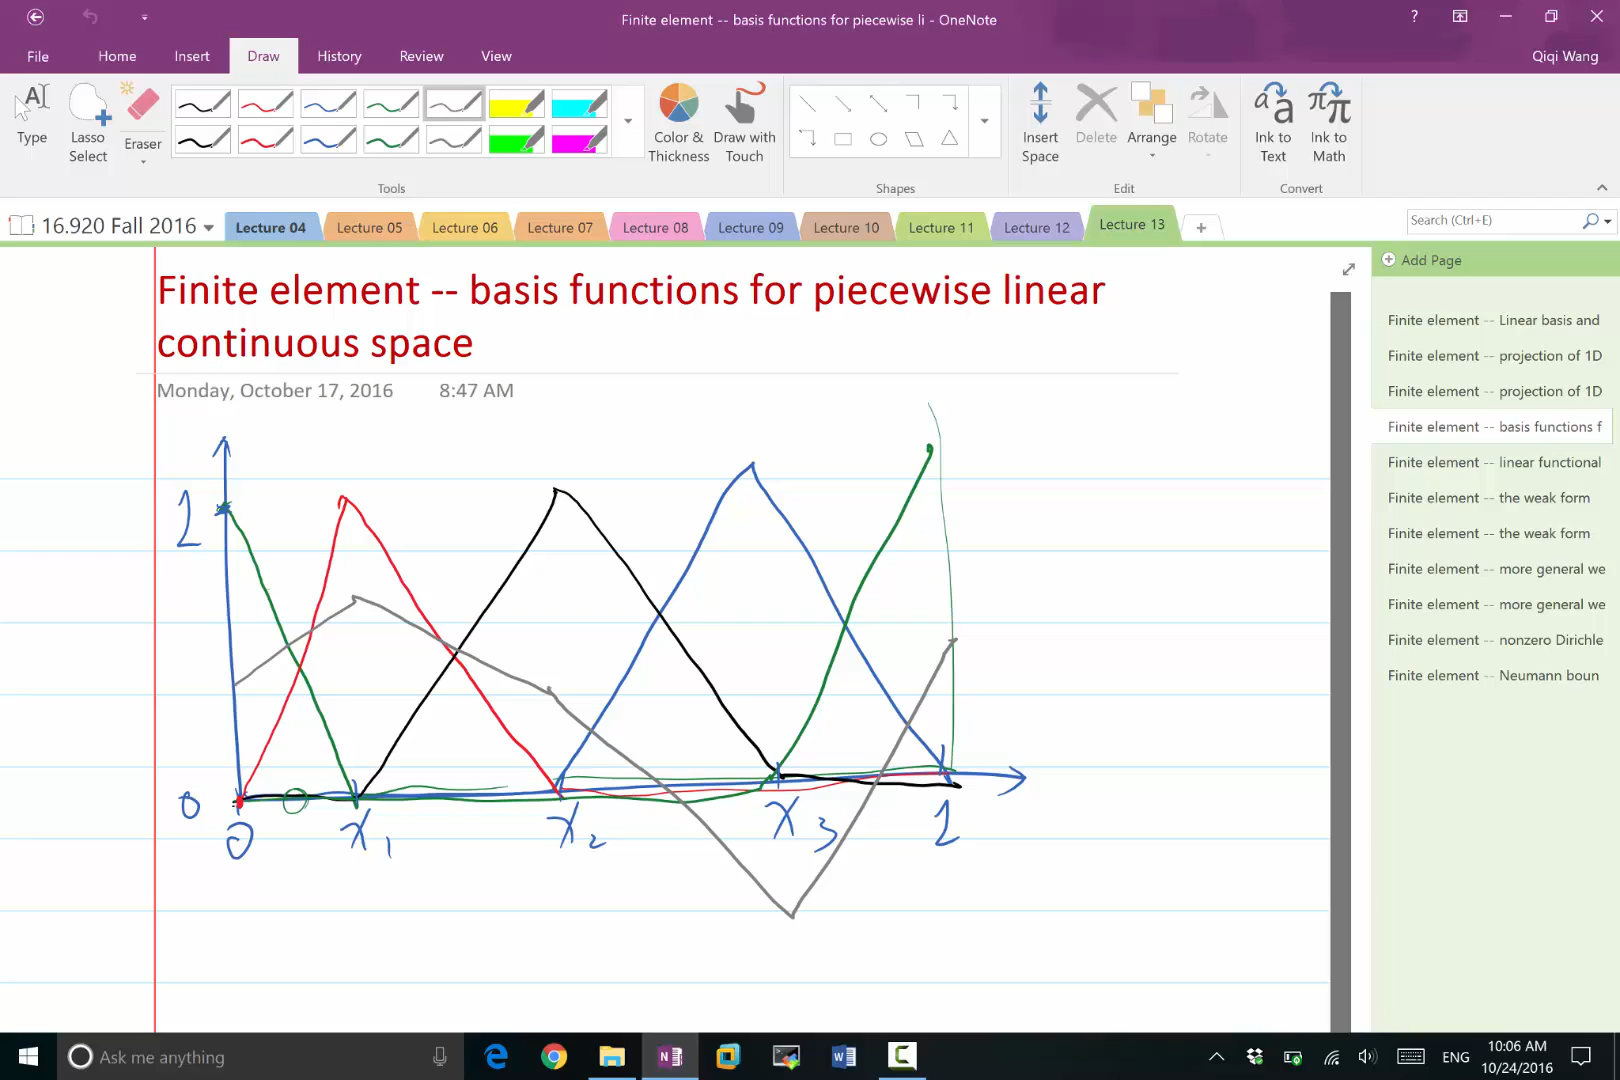 Finite element -- basis functions for piecewise li - OneNote
?
File
Home
Insert
Draw
History
Review
View
Qiqi Wang
Type
Lasso Select
Eraser
Color & Thickness
Draw with Touch
Insert Space
Delete
Arrange
Rotate
Ink to Text
Ink to Math
Tools
Shapes
Edit
Convert
16.920 Fall 2016
Lecture 04
Lecture 05
Lecture 06
Lecture 07
Lecture 08
Lecture 09
Lecture 10
Lecture 11
Lecture 12
Lecture 13
Search (Ctrl+E)
Add Page
Finite element -- Linear basis and
Finite element -- projection of 1D
Finite element -- projection of 1D
Finite element -- basis functions f
Finite element -- linear functional
Finite element -- the weak form
Finite element -- the weak form
Finite element -- more general we
Finite element -- more general we
Finite element -- nonzero Dirichle
Finite element -- Neumann boun
Finite element -- basis functions for piecewise linear
continuous space
Monday, October 17, 2016 8:47 AM
1
0
0 x1 x2 x3 1
Ask me anything
ENG
10:06 AM
10/24/2016